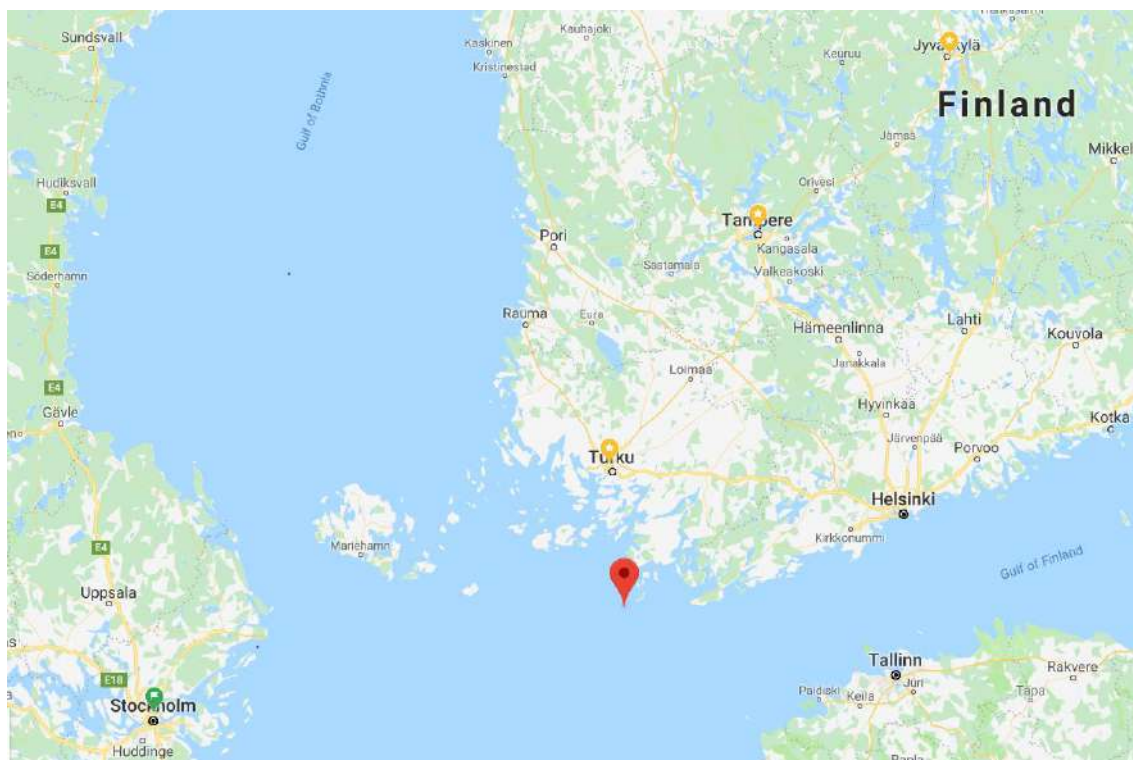 Frankarsaml
Sundsvall
Kauhajoki
Kaskinen
Keuruu
Jyväskylä
Kristinestad
Gulf of Bothnia
Finland
Jämsä
Mikkel
Hudiksvall
Orivesi
E4
Tampere
Pori
Kangasala
E4
Sastamala
Valkeakoski
Söderhamn
Rauma
Eura
Hämeenlinna
Lahti
Kouvola
Janakkala
Loimaa
E4
Hyvinkää
Gävle
Kotka
Järvenpää
Porvoo
Turku
Helsinki
Kirkkonummi
E4
Mariehamn
Gulf of Finland
Uppsala
Tallinn
Rakvere
E18
Paldiski
Keila
Jüri
Tapa
Stockholm
Huddinge